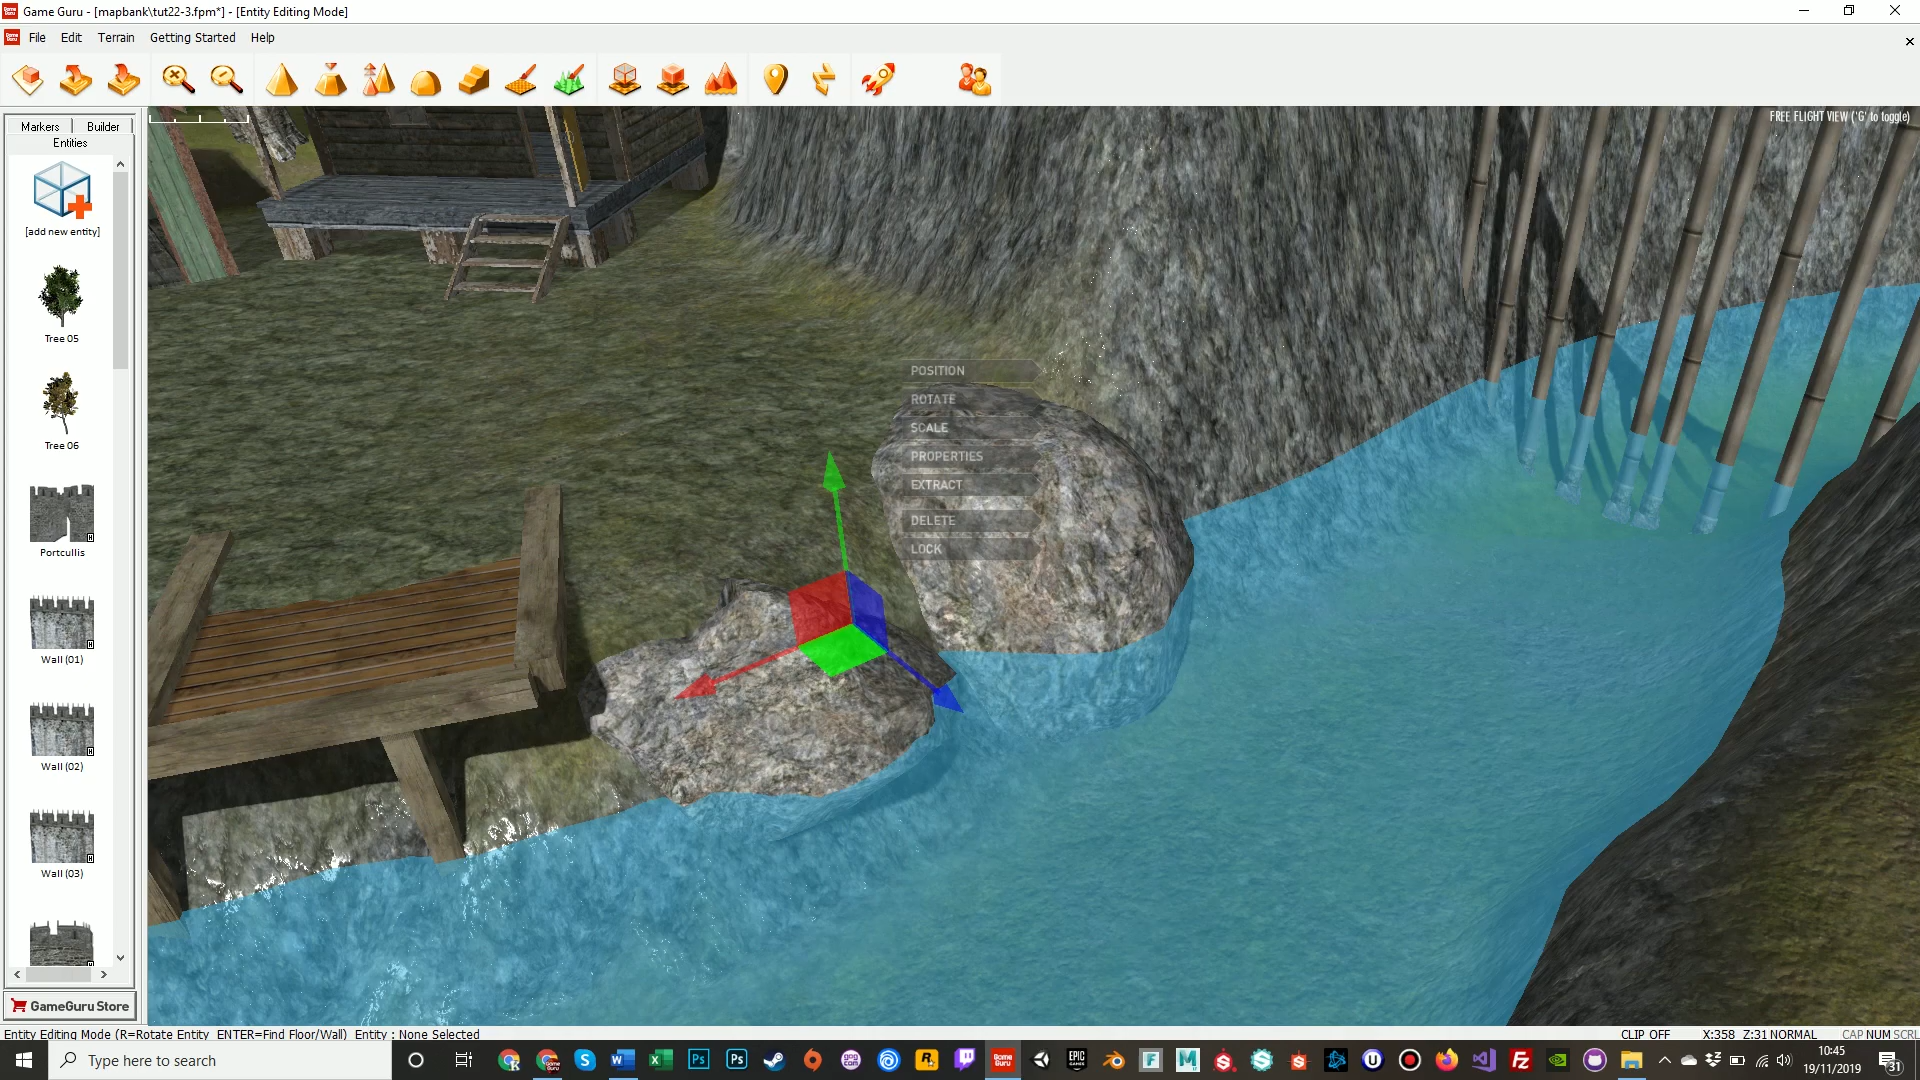 Game Guru - [mapbank\tut22-3.fpm*] - [Entity Editing Mode]
File Edit Terrain Getting Started Help
FREE FLIGHT VIEW ('G' to toggle)
Markers Builder
Entities
[add new entity]
Tree 05
Tree 06
Portcullis
Wall (01)
Wall (02)
Wall (03)
POSITION
ROTATE
SCALE
PROPERTIES
EXTRACT
DELETE
LOCK
GameGuru Store
Entity Editing Mode (R=Rotate Entity ENTER=Find Floor/Wall) Entity : None Selected
CLIP OFF X:358 Z:31 NORMAL CAP NUM SCRL
Type here to search
10:45
19/11/2019
31